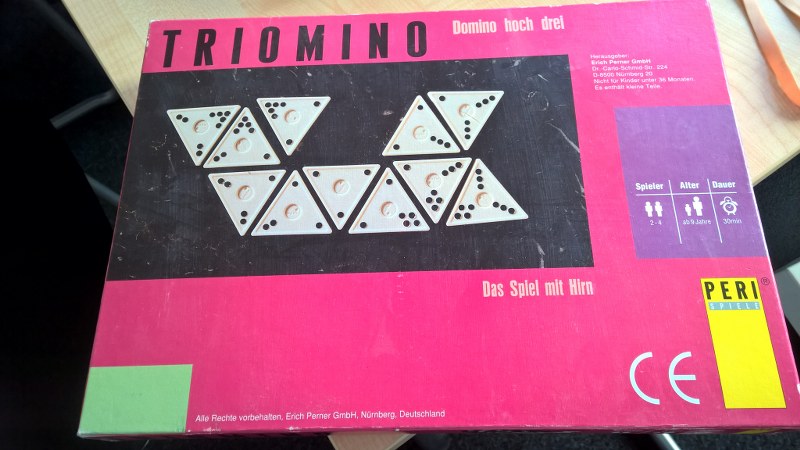 TRIOMINO
Domino hoch drei
Herausgeber:
Erich Perner GmbH
Dr.-Carlo-Schmid-Str. 224
D-8500 Nürnberg 20
Nicht für Kinder unter 36 Monaten.
Es enthält kleine Teile.
Spieler Alter Dauer
2-4 ab 8 Jahre 30min
Das Spiel mit Hirn
PERI ®
SPIELE
CE
Alle Rechte vorbehalten. Erich Perner GmbH, Nürnberg, Deutschland